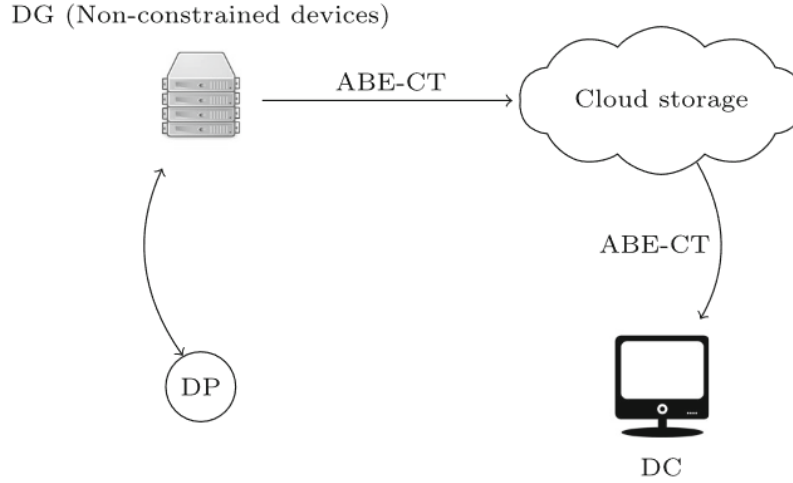 DG (Non-constrained devices)
ABE-CT
Cloud storage
ABE-CT
DP
DC